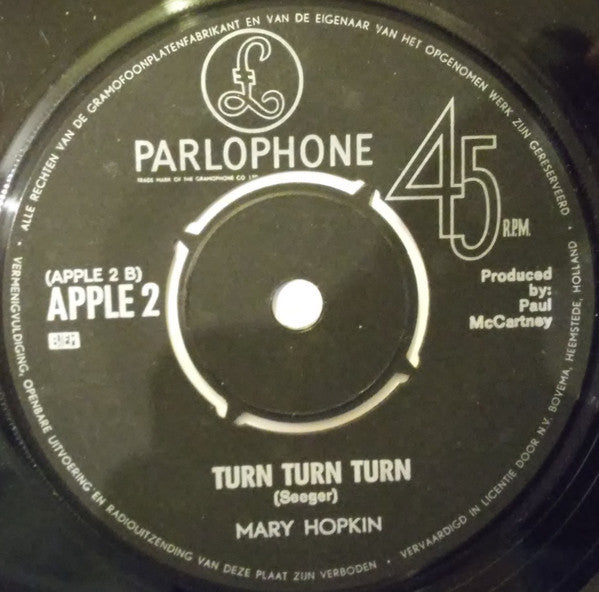 ALLE RECHTEN VAN DE GRAMOFOONPLATENFABRIKANT EN VAN DE EIGENAAR VAN HET OPGENOMEN WERK ZIJN GERESERVEERD
£
PARLOPHONE
TRADE MARK OF THE GRAMOPHONE CO LTD
45
R.P.M.
(APPLE 2 B)
APPLE 2
BIEM
Produced
by:
Paul
McCartney
TURN TURN TURN
(Seeger)
MARY HOPKIN
VERMENIGVULDIGING, OPENBARE UITVOERING EN RADIOUITZENDING VAN DEZE PLAAT ZIJN VERBODEN
VERVAARDIGD IN LICENTIE DOOR N.V. BOVEMA, HEEMSTEDE, HOLLAND